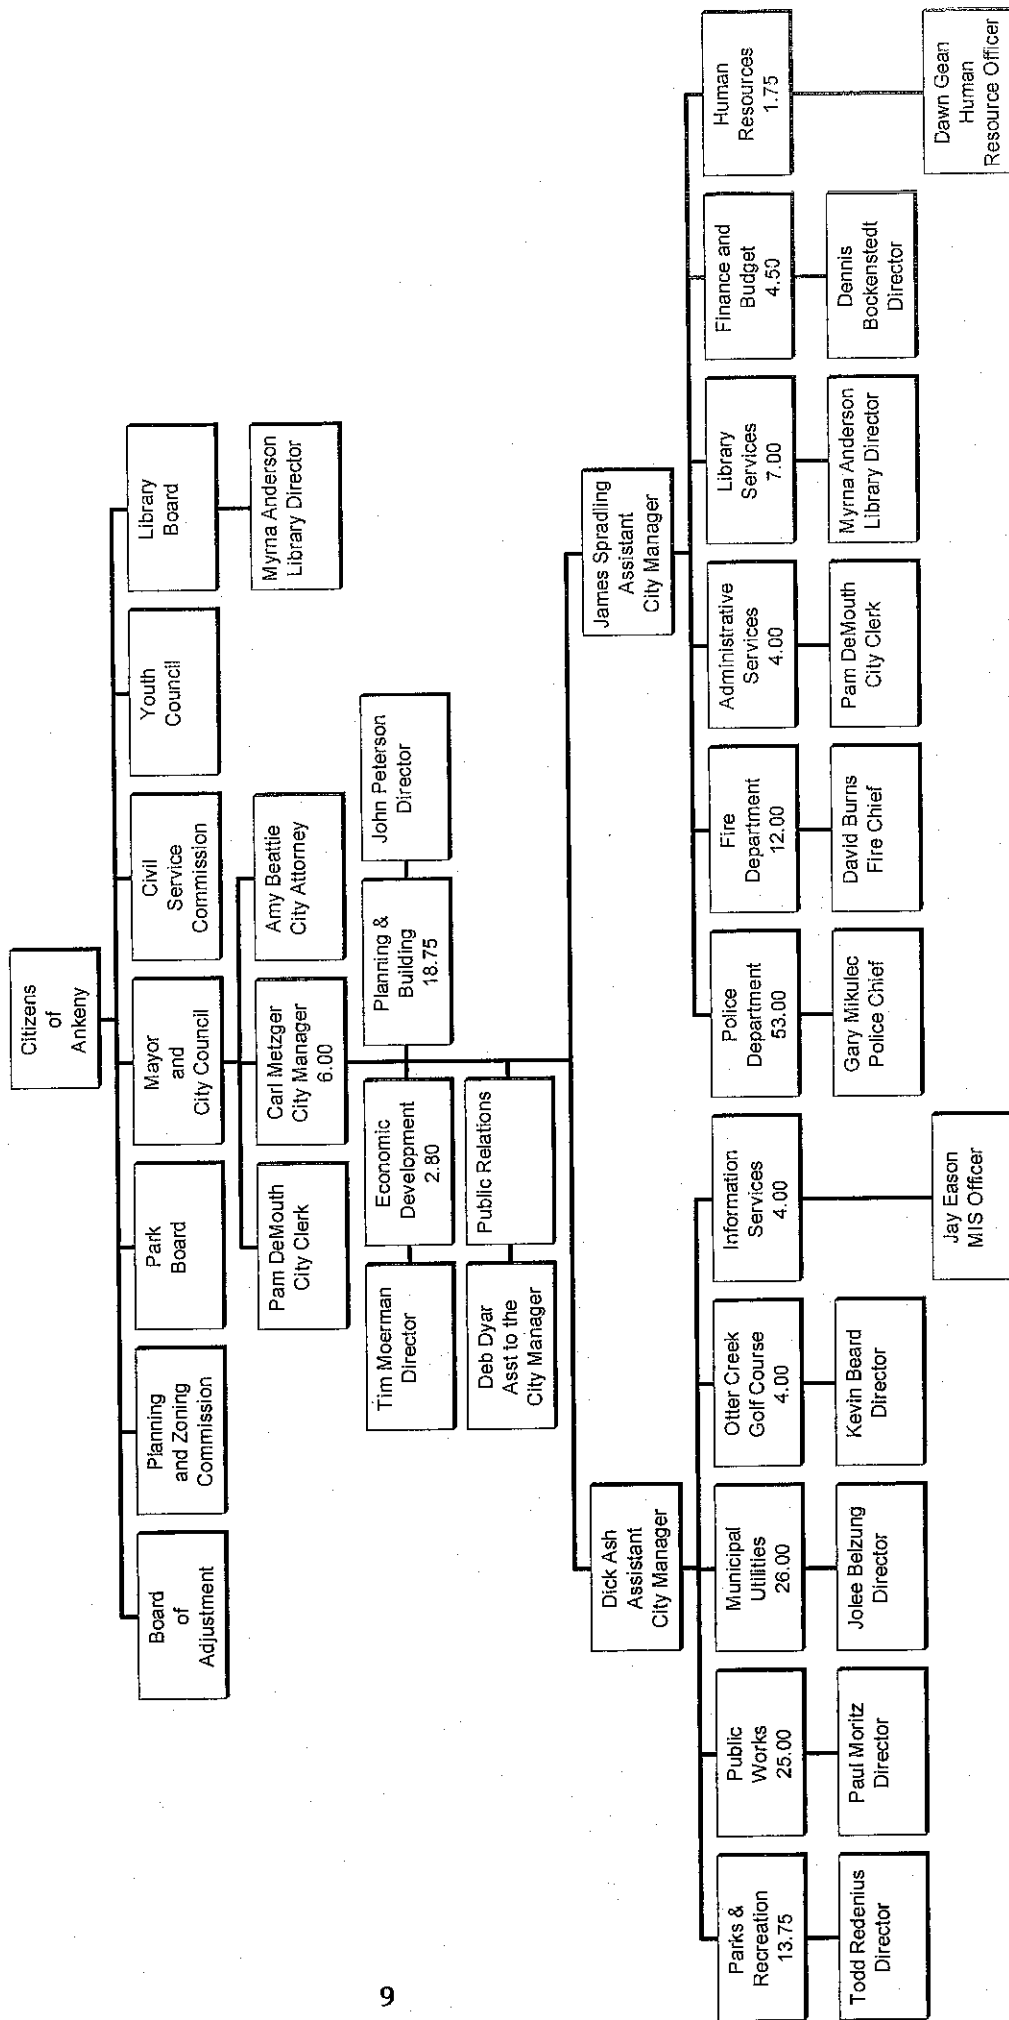 Citizens
of
Ankeny
Board
of
Adjustment
Planning
and Zoning
Commission
Park
Board
Mayor
and
City Council
Civil
Service
Commission
Youth
Council
Library
Board
Pam DeMouth
City Clerk
Carl Metzger
City Manager
6.00
Amy Beattie
City Attorney
Myrna Anderson
Library Director
Tim Moerman
Director
Economic
Development
2.80
Planning &
Building
18.75
John Peterson
Director
Deb Dyar
Asst to the
City Manager
Public Relations
Dick Ash
Assistant
City Manager
James Spradling
Assistant
City Manager
Parks &
Recreation
13.75
Public
Works
25.00
Municipal
Utilities
26.00
Otter Creek
Golf Course
4.00
Information
Services
4.00
Police
Department
53.00
Fire
Department
12.00
Administrative
Services
4.00
Library
Services
7.00
Finance and
Budget
4.50
Human
Resources
1.75
Todd Redenius
Director
Paul Moritz
Director
Jolee Belzung
Director
Kevin Beard
Director
Jay Eason
MIS Officer
Gary Mikulec
Police Chief
David Burns
Fire Chief
Pam DeMouth
City Clerk
Myrna Anderson
Library Director
Dennis
Bockenstedt
Director
Dawn Gean
Human
Resource Officer
9